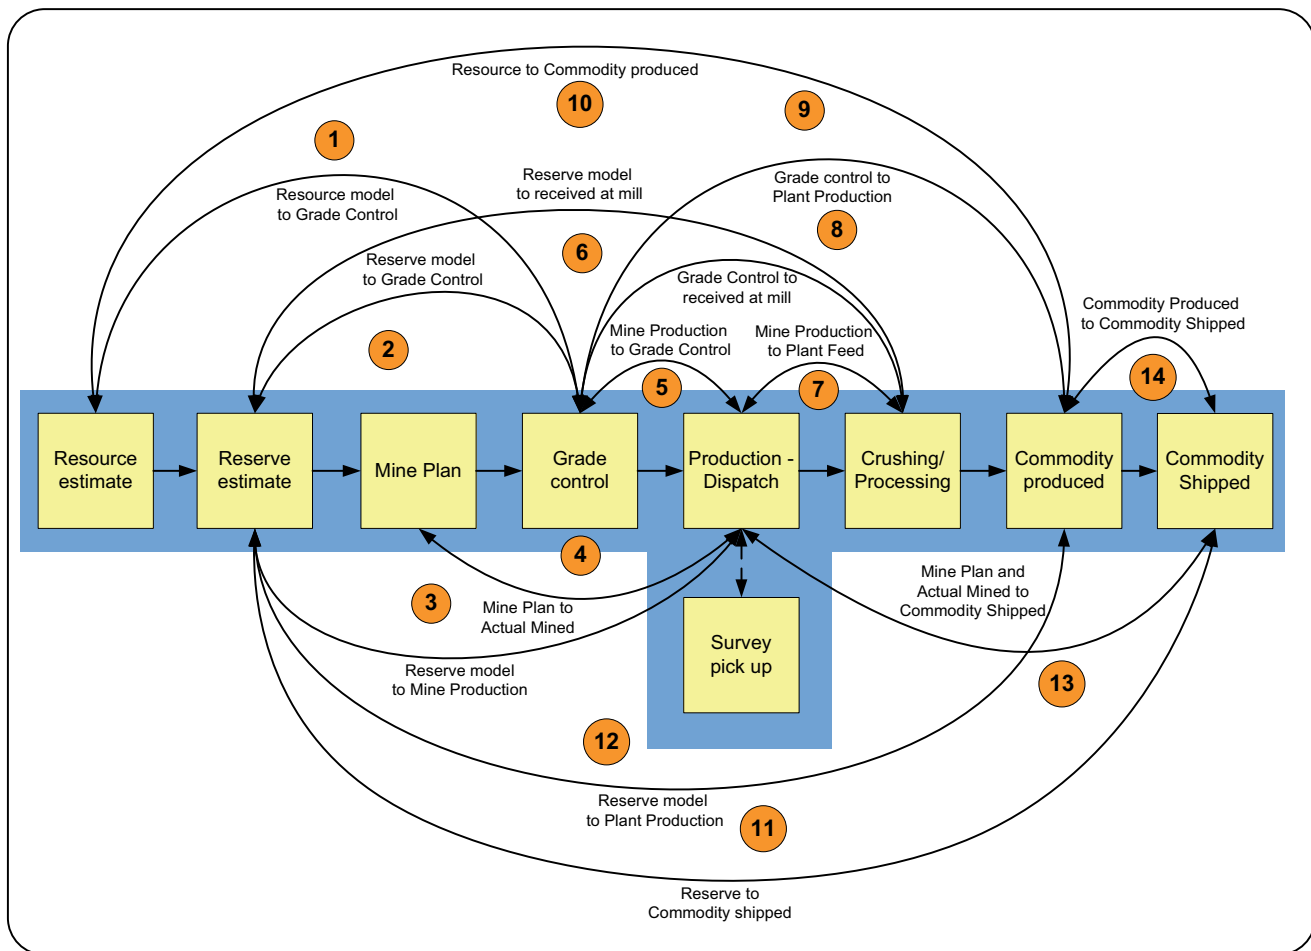 Resource to Commodity produced
10
9
1
Reserve model
to received at mill
Grade control to
Plant Production
Resource model
to Grade Control
8
6
Reserve model
to Grade Control
Grade Control to
received at mill
Commodity Produced
to Commodity Shipped
Mine Production
to Grade Control
Mine Production
to Plant Feed
2
5
7
14
Resource
estimate
Reserve
estimate
Mine Plan
Grade
control
Production -
Dispatch
Crushing/
Processing
Commodity
produced
Commodity
Shipped
4
3
Mine Plan to
Actual Mined
Mine Plan and
Actual Mined to
Commodity Shipped
Survey
pick up
Reserve model
to Mine Production
13
12
Reserve model
to Plant Production
11
Reserve to
Commodity shipped